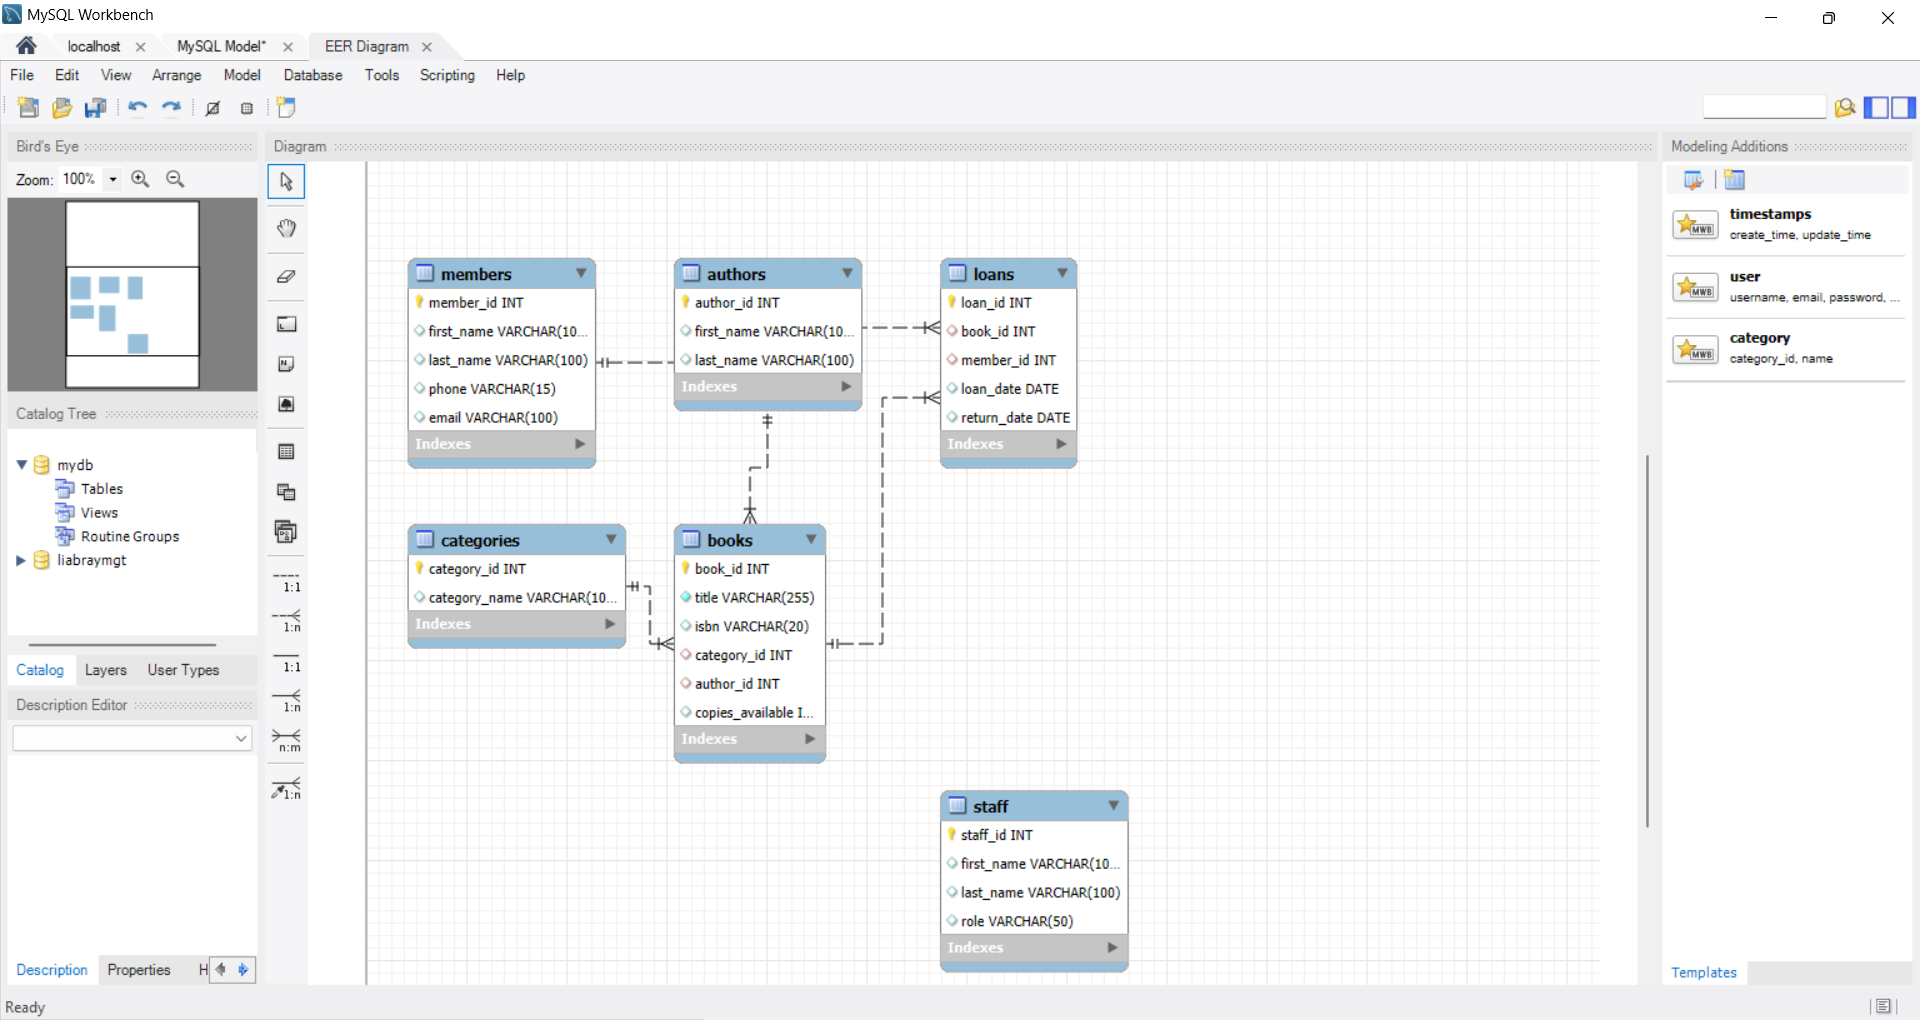 MySQL Workbench
localhost
MySQL Model*
EER Diagram
File Edit View Arrange Model Database Tools Scripting Help
Bird's Eye
Zoom: 100%
Catalog Tree
mydb
Tables
Views
Routine Groups
liabraymgt
Catalog Layers User Types
Description Editor
Description Properties H
Ready
Diagram
1:1
1:n
1:1
1:n
n:m
1:n
members
member_id INT
first_name VARCHAR(10...
last_name VARCHAR(100)
phone VARCHAR(15)
email VARCHAR(100)
Indexes
authors
author_id INT
first_name VARCHAR(10...
last_name VARCHAR(100)
Indexes
loans
loan_id INT
book_id INT
member_id INT
loan_date DATE
return_date DATE
Indexes
categories
category_id INT
category_name VARCHAR(10...
Indexes
books
book_id INT
title VARCHAR(255)
isbn VARCHAR(20)
category_id INT
author_id INT
copies_available I...
Indexes
staff
staff_id INT
first_name VARCHAR(10...
last_name VARCHAR(100)
role VARCHAR(50)
Indexes
Modeling Additions
MWB
timestamps
create_time, update_time
MWB
user
username, email, password, ...
MWB
category
category_id, name
Templates